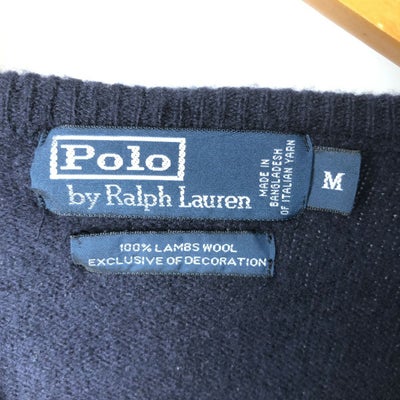 Polo
by Ralph Lauren
MADE IN
BANGLADESH
OF ITALIAN YARN
M
100% LAMBS WOOL
EXCLUSIVE OF DECORATION